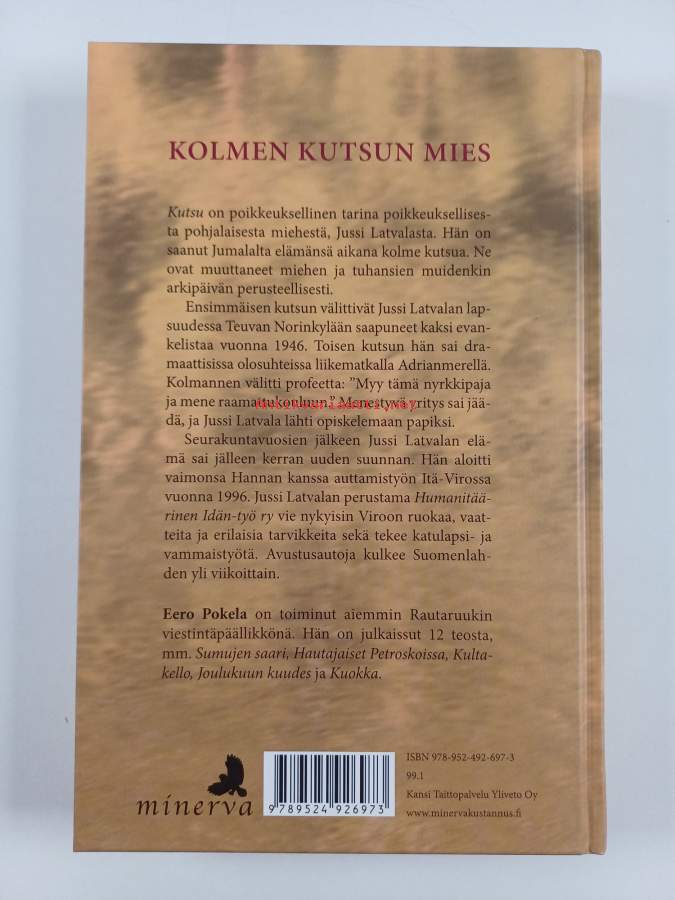 KOLMEN KUTSUN MIES
Kutsu on poikkeuksellinen tarina poikkeuksellises-
ta pohjalaisesta miehestä, Jussi Latvalasta. Hän on
saanut Jumalalta elämänsä aikana kolme kutsua. Ne
ovat muuttaneet miehen ja tuhansien muidenkin
arkipäivän perusteellisesti.
Ensimmäisen kutsun välittivät Jussi Latvalan lap-
suudessa Teuvan Norinkylään saapuneet kaksi evan-
kelistaa vuonna 1946. Toisen kutsun hän sai dra-
maattisissa olosuhteissa liikematkalla Adrianmerellä.
Kolmannen välitti profeetta: ”Myy tämä nyrkkipaja
ja mene raamattukouluun.” Menestyvä yritys sai jää-
dä, ja Jussi Latvala lähti opiskelemaan papiksi.
Seurakuntavuosien jälkeen Jussi Latvalan elä-
mä sai jälleen kerran uuden suunnan. Hän aloitti
vaimonsa Hannan kanssa auttamistyön Itä-Virossa
vuonna 1996. Jussi Latvalan perustama Humanitää-
rinen Idän-työ ry vie nykyisin Viroon ruokaa, vaat-
teita ja erilaisia tarvikkeita sekä tekee katulapsi- ja
vammaistyötä. Avustusautoja kulkee Suomenlah-
den yli viikoittain.
Eero Pokela on toiminut aiemmin Rautaruukin
viestintäpäällikkönä. Hän on julkaissut 12 teosta,
mm. Sumujen saari, Hautajaiset Petroskoissa, Kulta-
kello, Joulukuun kuudes ja Kuokka.
minerva
9 789524 926973
ISBN 978-952-492-697-3
99.1
Kansi Taittopalvelu Yliveto Oy
www.minervakustannus.fi